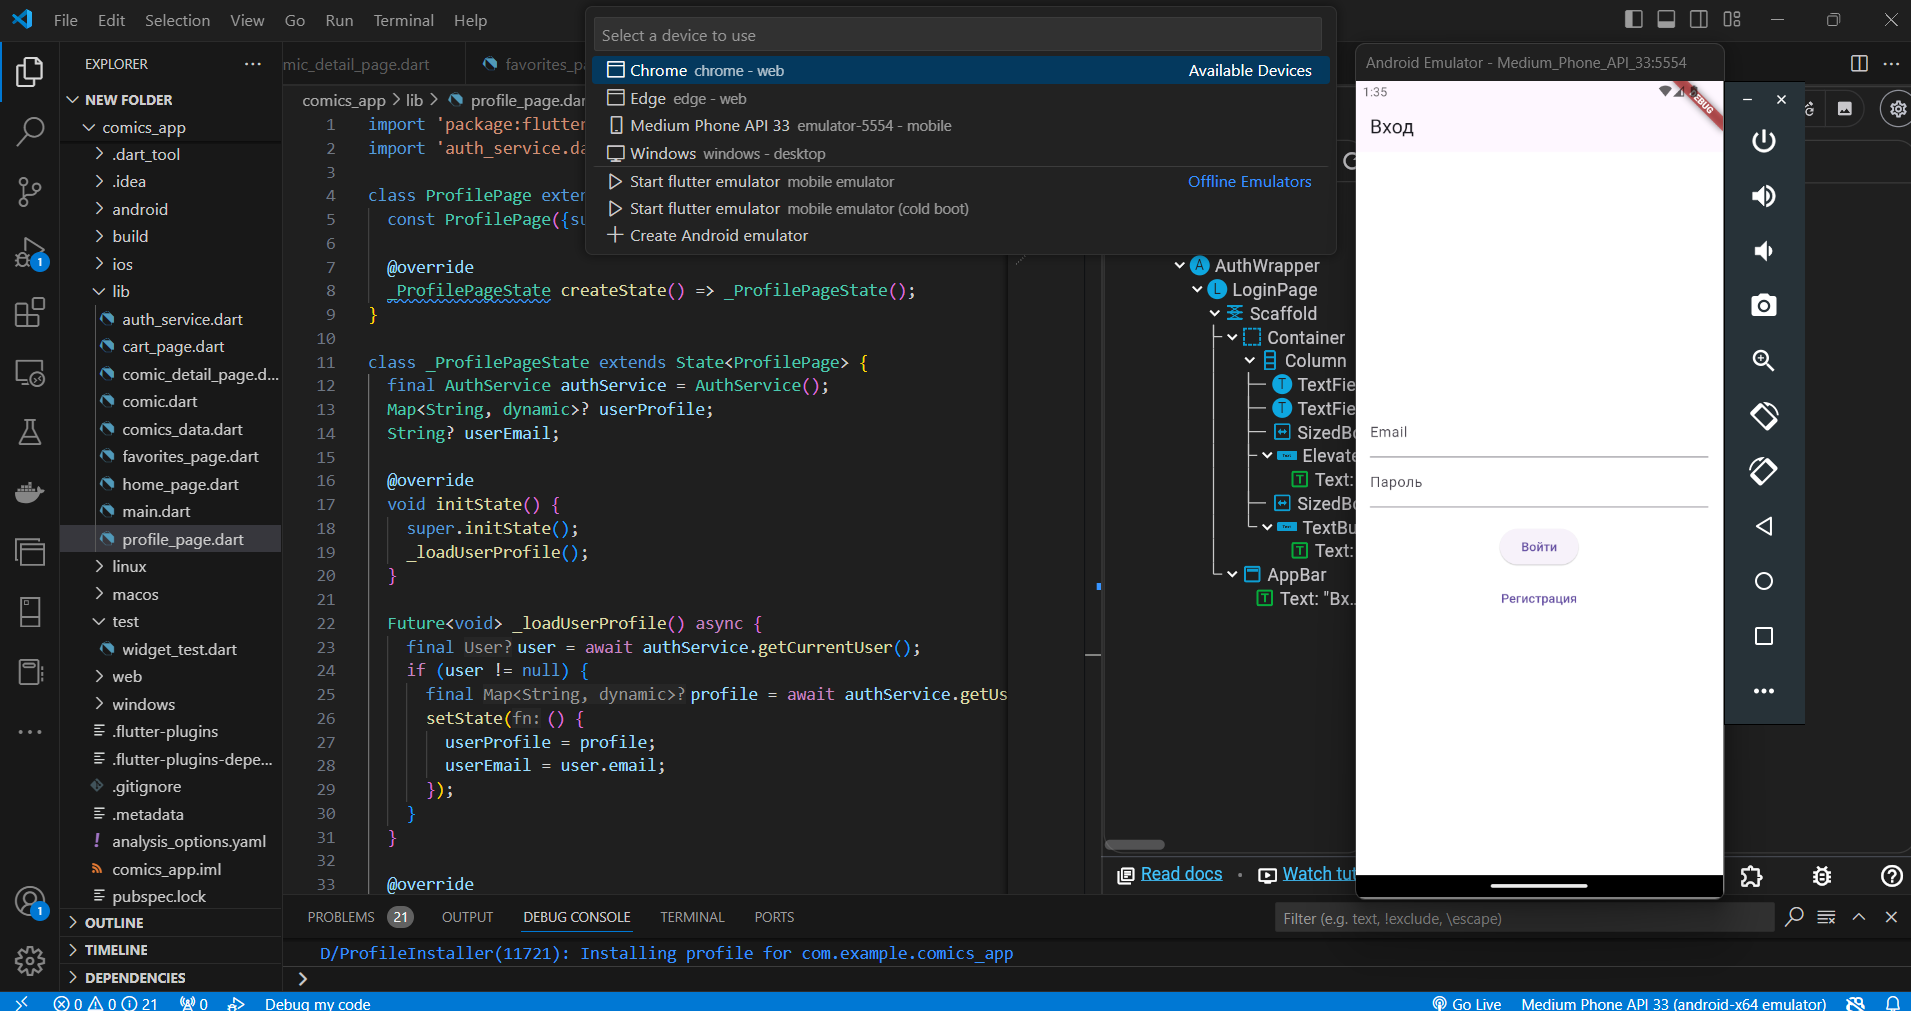 File Edit Selection View Go Run Terminal Help
EXPLORER
NEW FOLDER
comics_app
.dart_tool
.idea
android
build
ios
lib
auth_service.dart
cart_page.dart
comic_detail_page.d...
comic.dart
comics_data.dart
favorites_page.dart
home_page.dart
main.dart
profile_page.dart
linux
macos
test
widget_test.dart
web
windows
.flutter-plugins
.flutter-plugins-depe...
.gitignore
.metadata
analysis_options.yaml
comics_app.iml
pubspec.lock
OUTLINE
TIMELINE
DEPENDENCIES
1
1
mic_detail_page.dart
favorites_pa
comics_app > lib > profile_page.dar
1 import 'package:flutter
2 import 'auth_service.da
3
4 class ProfilePage exter
5 const ProfilePage({su
6
7 @override
8 _ProfilePageState createState() => _ProfilePageState();
9 }
10
11 class _ProfilePageState extends State<ProfilePage> {
12 final AuthService authService = AuthService();
13 Map<String, dynamic>? userProfile;
14 String? userEmail;
15
16 @override
17 void initState() {
18 super.initState();
19 _loadUserProfile();
20 }
21
22 Future<void> _loadUserProfile() async {
23 final User? user = await authService.getCurrentUser();
24 if (user != null) {
25 final Map<String, dynamic>? profile = await authService.getUs
26 setState(fn: () {
27 userProfile = profile;
28 userEmail = user.email;
29 });
30 }
31 }
32
33 @override
Select a device to use
Chrome chrome - web Available Devices
Edge edge - web
Medium Phone API 33 emulator-5554 - mobile
Windows windows - desktop
Start flutter emulator mobile emulator Offline Emulators
Start flutter emulator mobile emulator (cold boot)
Create Android emulator
A AuthWrapper
L LoginPage
Scaffold
Container
Column
T TextFie
T TextFie
SizedBo
Elevate
T Text:
SizedBo
TextBu
T Text:
AppBar
T Text: "Вх...
Read docs • Watch tut
Android Emulator - Medium_Phone_API_33:5554
1:35
DEBUG
Вход
Email
Пароль
Войти
Регистрация
PROBLEMS 21 OUTPUT DEBUG CONSOLE TERMINAL PORTS
Filter (e.g. text, !exclude, \escape)
D/ProfileInstaller(11721): Installing profile for com.example.comics_app
>
0 0 21 0 Debug my code Go Live Medium Phone API 33 (android-x64 emulator)